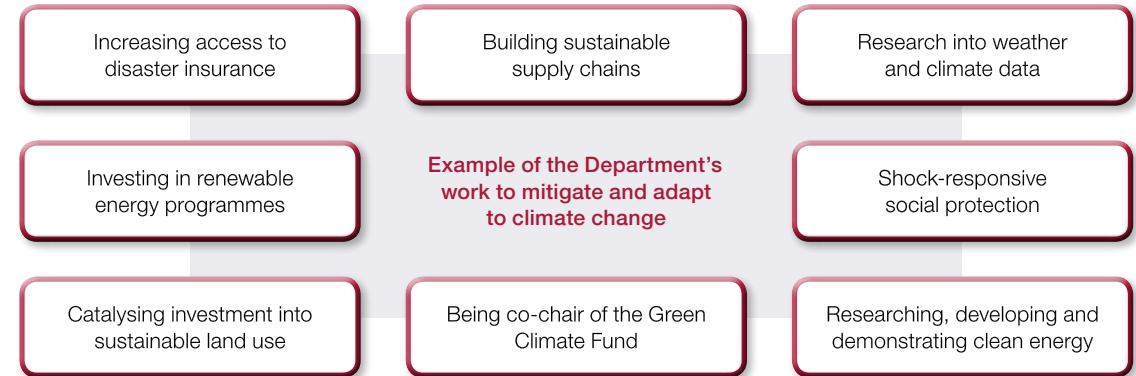 Increasing access to
disaster insurance
Building sustainable
supply chains
Research into weather
and climate data
Investing in renewable
energy programmes
Example of the Department’s
work to mitigate and adapt
to climate change
Shock-responsive
social protection
Catalysing investment into
sustainable land use
Being co-chair of the Green
Climate Fund
Researching, developing and
demonstrating clean energy